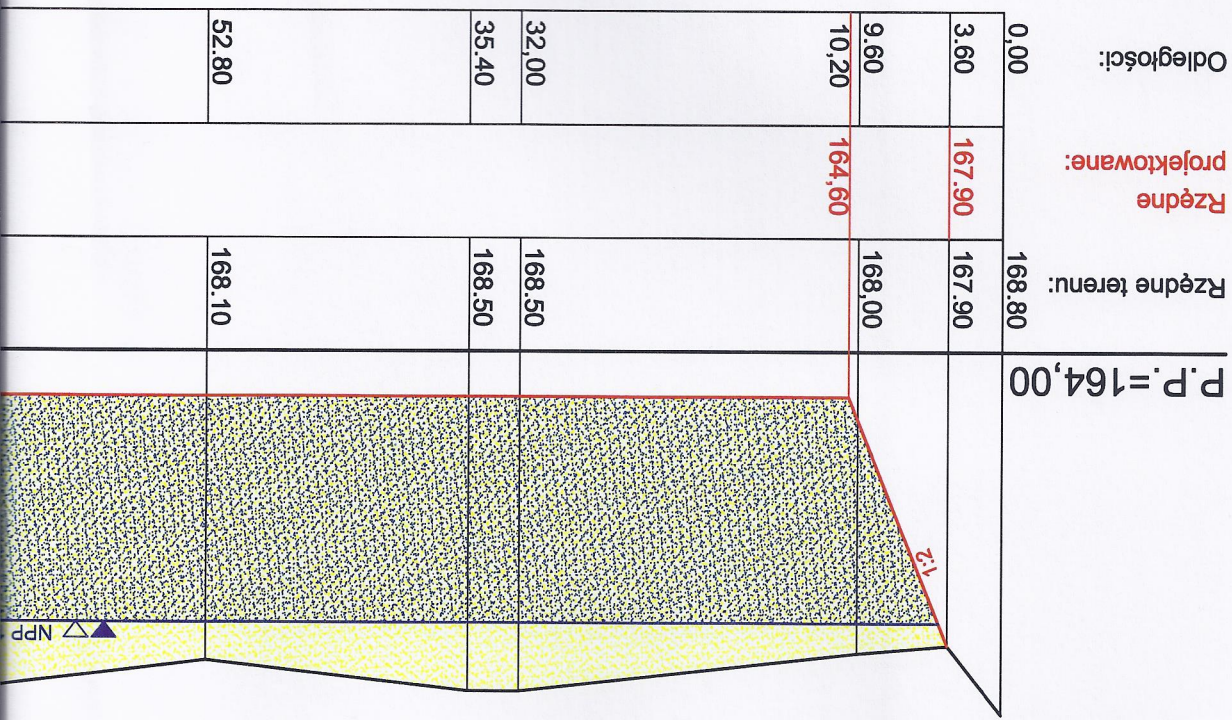 NPP
1:2
P.P.=164,00
Rzędne terenu:
168.80
167.90
168,00
168.50
168.50
168.10
Rzędne
projektowane:
167.90
164,60
Odległości:
0,00
3.60
9.60
10,20
32,00
35.40
52.80